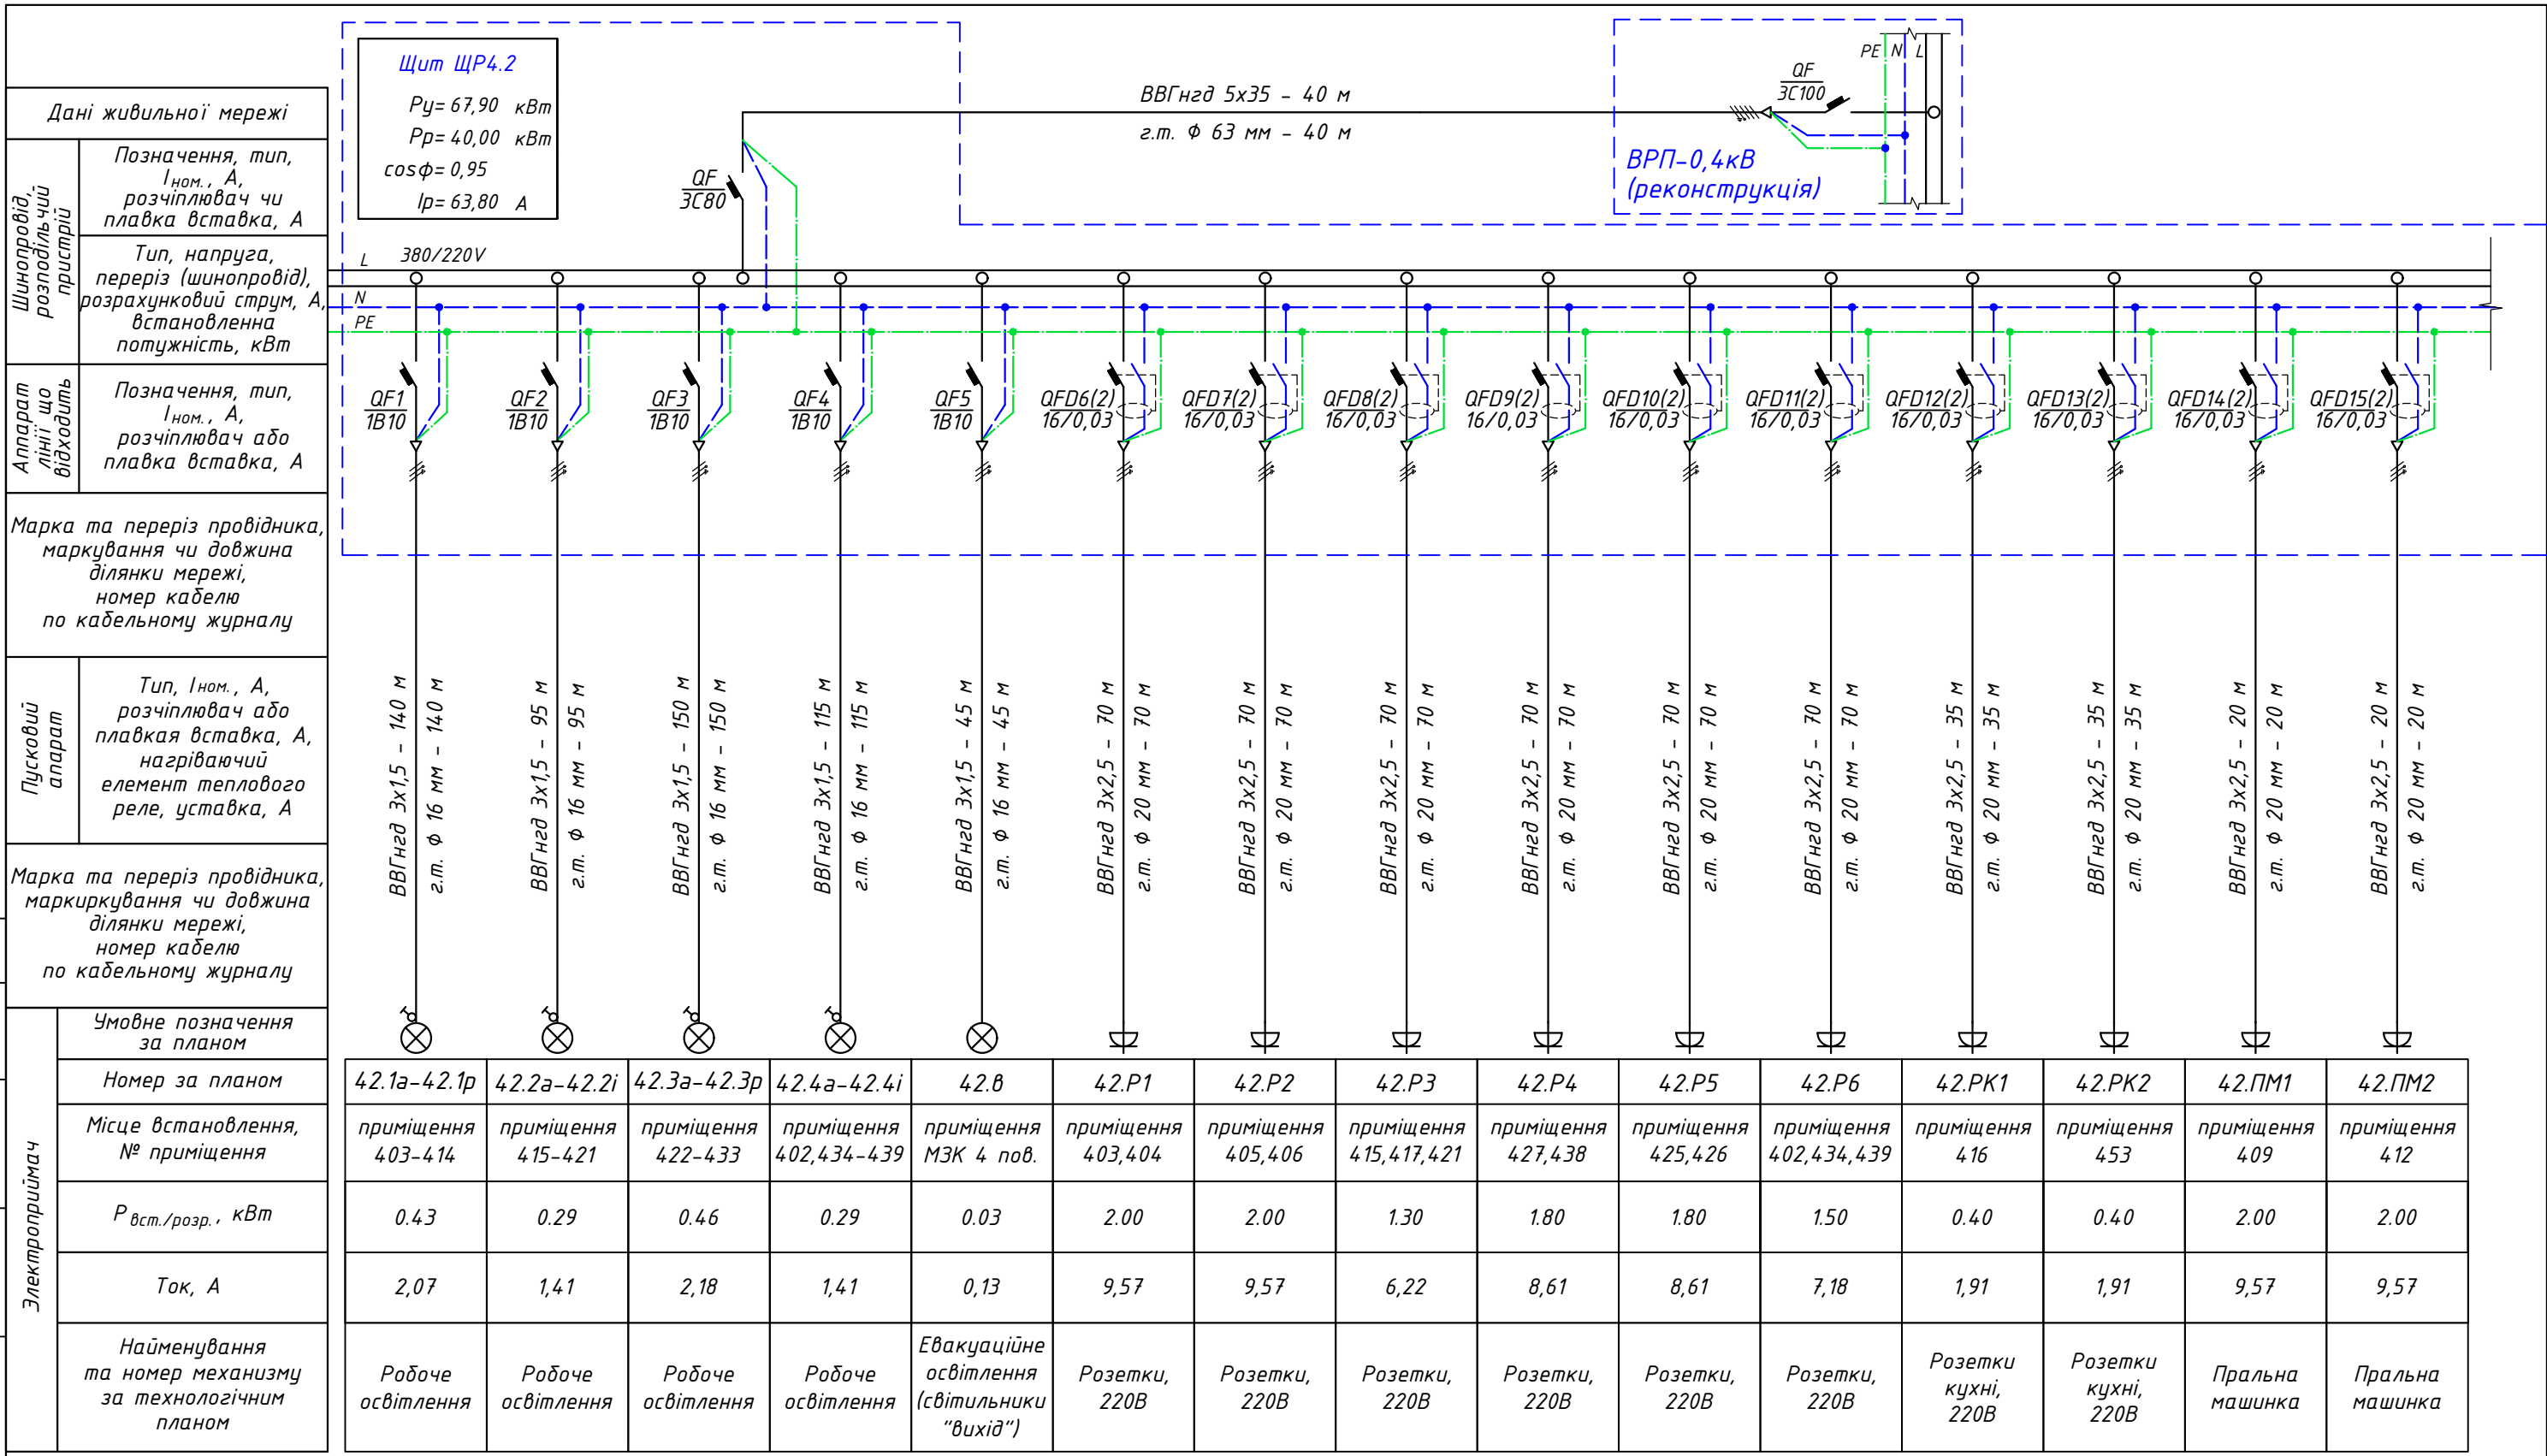 Щит ЩР4.2
Ру= 67,90 кВт
Рр= 40,00 кВт
cosφ= 0,95
Iр= 63,80 А
QF
3С80
ВВГнгд 5х35 - 40 м
г.т. Ф 63 мм - 40 м
QF
3С100
PE N L
ВРП-0,4кВ
(реконструкція)
Дані живильної мережі
Шинопровід,
розподільчий
пристрій
Позначення, тип,
Iном., А,
розчіплювач чи
плавка вставка, А
Тип, напруга,
переріз (шинопровід),
розрахунковий струм, А,
встановленна
потужність, кВт
L 380/220V
N
PE
Аппарат
лінії що
відходить
Позначення, тип,
Iном., А,
розчіплювач або
плавка вставка, А
QF1
1В10
QF2
1В10
QF3
1В10
QF4
1В10
QF5
1В10
QFD6(2)
16/0,03
QFD7(2)
16/0,03
QFD8(2)
16/0,03
QFD9(2)
16/0,03
QFD10(2)
16/0,03
QFD11(2)
16/0,03
QFD12(2)
16/0,03
QFD13(2)
16/0,03
QFD14(2)
16/0,03
QFD15(2)
16/0,03
Марка та переріз провідника,
маркування чи довжина
ділянки мережі,
номер кабелю
по кабельному журналу
Пусковий
апарат
Тип, Iном., А,
розчіплювач або
плавкая вставка, А,
нагріваючий
елемент теплового
реле, уставка, А
Марка та переріз провідника,
маркиркування чи довжина
ділянки мережі,
номер кабелю
по кабельному журналу
ВВГнгд 3х1,5 - 140 м
г.т. Ф 16 мм - 140 м
ВВГнгд 3х1,5 - 95 м
г.т. Ф 16 мм - 95 м
ВВГнгд 3х1,5 - 150 м
г.т. Ф 16 мм - 150 м
ВВГнгд 3х1,5 - 115 м
г.т. Ф 16 мм - 115 м
ВВГнгд 3х1,5 - 45 м
г.т. Ф 16 мм - 45 м
ВВГнгд 3х2,5 - 70 м
г.т. Ф 20 мм - 70 м
ВВГнгд 3х2,5 - 70 м
г.т. Ф 20 мм - 70 м
ВВГнгд 3х2,5 - 70 м
г.т. Ф 20 мм - 70 м
ВВГнгд 3х2,5 - 70 м
г.т. Ф 20 мм - 70 м
ВВГнгд 3х2,5 - 70 м
г.т. Ф 20 мм - 70 м
ВВГнгд 3х2,5 - 70 м
г.т. Ф 20 мм - 70 м
ВВГнгд 3х2,5 - 35 м
г.т. Ф 20 мм - 35 м
ВВГнгд 3х2,5 - 35 м
г.т. Ф 20 мм - 35 м
ВВГнгд 3х2,5 - 20 м
г.т. Ф 20 мм - 20 м
ВВГнгд 3х2,5 - 20 м
г.т. Ф 20 мм - 20 м
Электроприймач
Умовне позначення
за планом
Номер за планом
42.1а-42.1р
42.2а-42.2і
42.3а-42.3р
42.4а-42.4і
42.в
42.Р1
42.Р2
42.Р3
42.Р4
42.Р5
42.Р6
42.РК1
42.РК2
42.ПМ1
42.ПМ2
Місце встановлення,
№ приміщення
приміщення
403-414
приміщення
415-421
приміщення
422-433
приміщення
402,434-439
приміщення
МЗК 4 пов.
приміщення
403,404
приміщення
405,406
приміщення
415,417,421
приміщення
427,438
приміщення
425,426
приміщення
402,434,439
приміщення
416
приміщення
453
приміщення
409
приміщення
412
Р вст./розр., кВт
0.43
0.29
0.46
0.29
0.03
2.00
2.00
1.30
1.80
1.80
1.50
0.40
0.40
2.00
2.00
Ток, А
2,07
1,41
2,18
1,41
0,13
9,57
9,57
6,22
8,61
8,61
7,18
1,91
1,91
9,57
9,57
Найменування
та номер механизму
за технологічним
планом
Робоче
освітлення
Робоче
освітлення
Робоче
освітлення
Робоче
освітлення
Евакуаційне
освітлення
(світильники
"вихід")
Розетки,
220В
Розетки,
220В
Розетки,
220В
Розетки,
220В
Розетки,
220В
Розетки,
220В
Розетки
кухні,
220В
Розетки
кухні,
220В
Пральна
машинка
Пральна
машинка